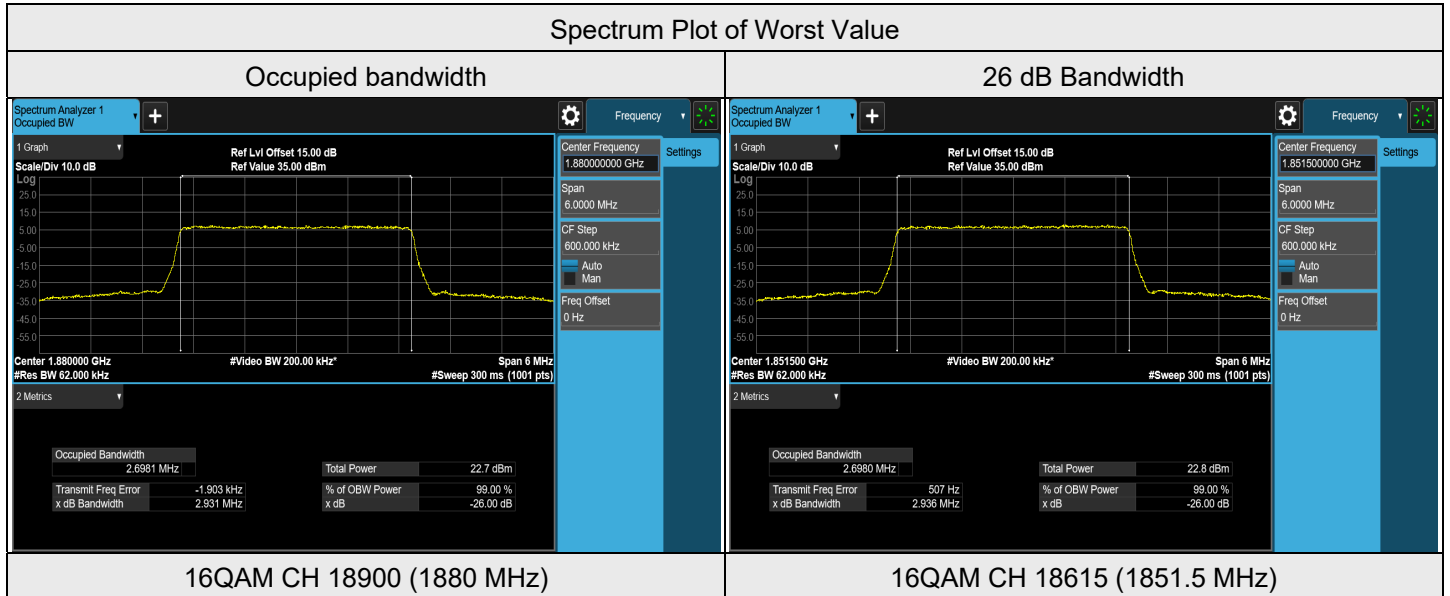 Spectrum Plot of Worst Value
Occupied bandwidth
26 dB Bandwidth
Spectrum Analyzer 1
Occupied BW
+
Frequency
1 Graph
Ref Lvl Offset 15.00 dB
Scale/Div 10.0 dB
Ref Value 35.00 dBm
Log
25.0
15.0
5.00
-5.00
-15.0
-25.0
-35.0
-45.0
-55.0
Center 1.880000 GHz
#Video BW 200.00 kHz*
Span 6 MHz
#Res BW 62.000 kHz
#Sweep 300 ms (1001 pts)
Center Frequency
1.880000000 GHz
Settings
Span
6.0000 MHz
CF Step
600.000 kHz
Auto
Man
Freq Offset
0 Hz
2 Metrics
Occupied Bandwidth
2.6981 MHz
Total Power 22.7 dBm
Transmit Freq Error -1.903 kHz
% of OBW Power 99.00 %
x dB Bandwidth 2.931 MHz
x dB -26.00 dB
Spectrum Analyzer 1
Occupied BW
+
Frequency
1 Graph
Ref Lvl Offset 15.00 dB
Scale/Div 10.0 dB
Ref Value 35.00 dBm
Log
25.0
15.0
5.00
-5.00
-15.0
-25.0
-35.0
-45.0
-55.0
Center 1.851500 GHz
#Video BW 200.00 kHz*
Span 6 MHz
#Res BW 62.000 kHz
#Sweep 300 ms (1001 pts)
Center Frequency
1.851500000 GHz
Settings
Span
6.0000 MHz
CF Step
600.000 kHz
Auto
Man
Freq Offset
0 Hz
2 Metrics
Occupied Bandwidth
2.6980 MHz
Total Power 22.8 dBm
Transmit Freq Error 507 Hz
% of OBW Power 99.00 %
x dB Bandwidth 2.936 MHz
x dB -26.00 dB
16QAM CH 18900 (1880 MHz)
16QAM CH 18615 (1851.5 MHz)